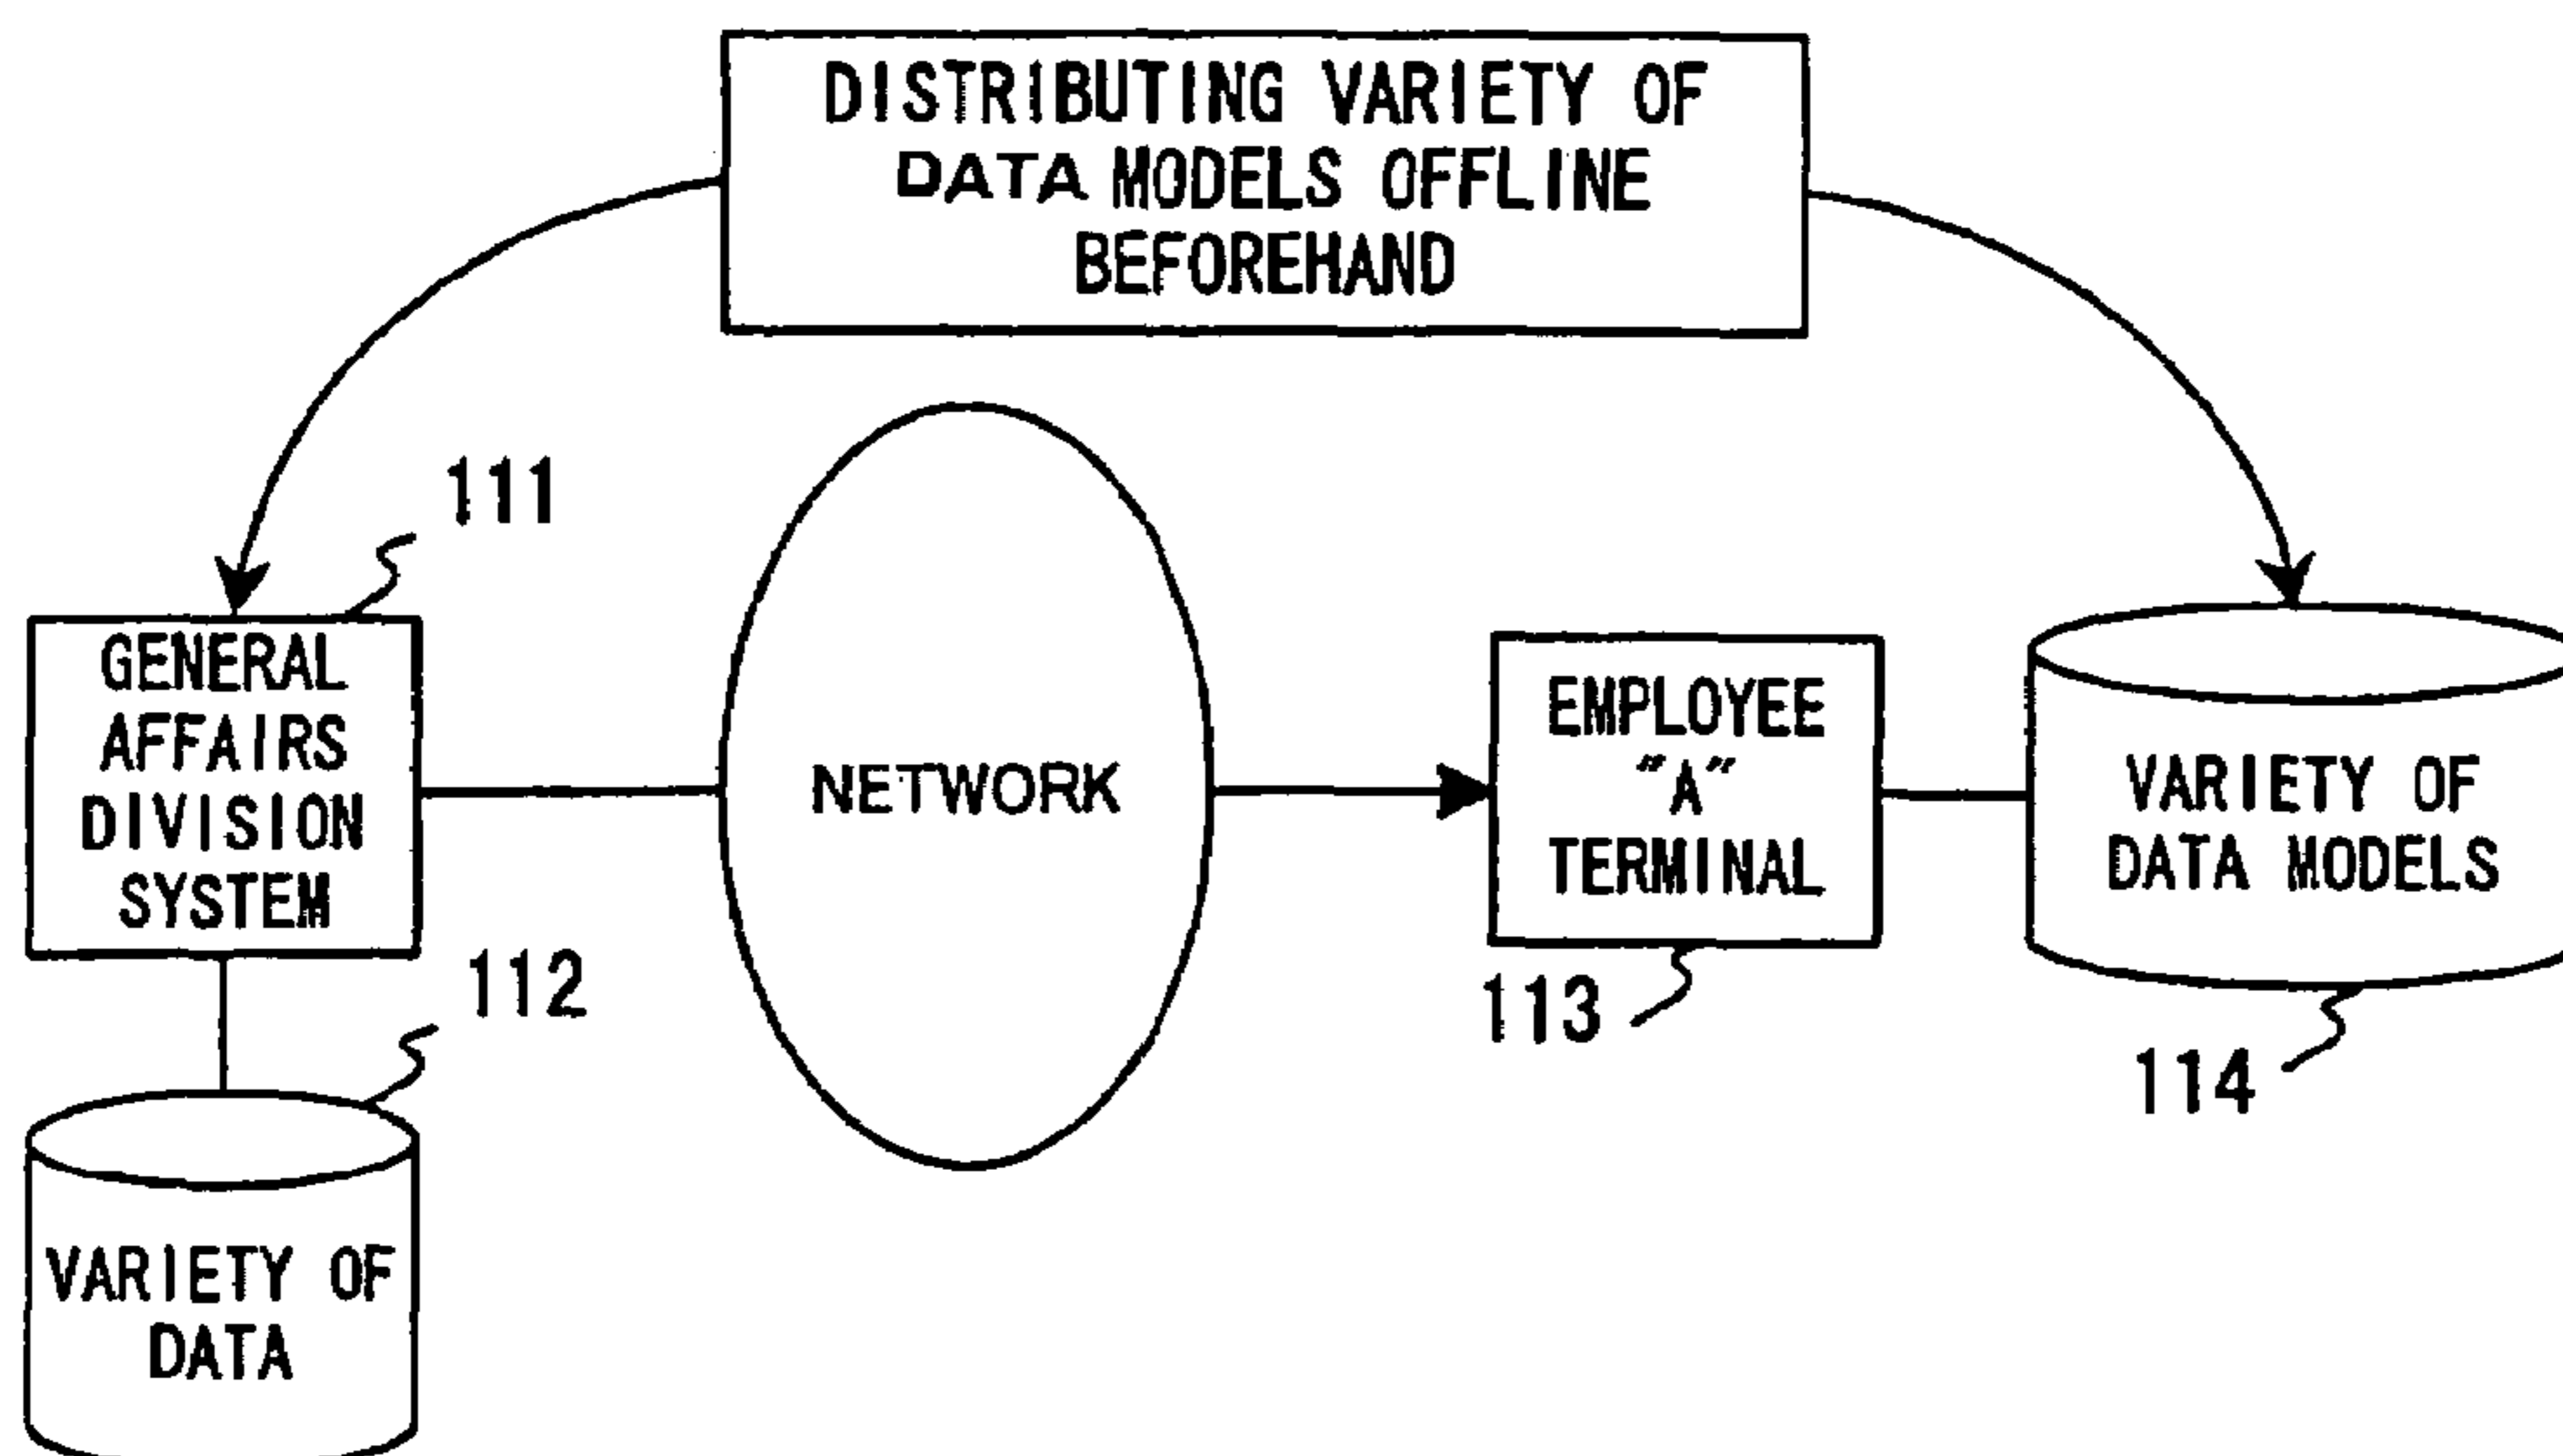 DISTRIBUTING VARIETY OF
DATA MODELS OFFLINE
BEFOREHAND
111
GENERAL
AFFAIRS
DIVISION
SYSTEM
NETWORK
EMPLOYEE
"A"
TERMINAL
VARIETY OF
DATA MODELS
112
113
114
VARIETY OF
DATA